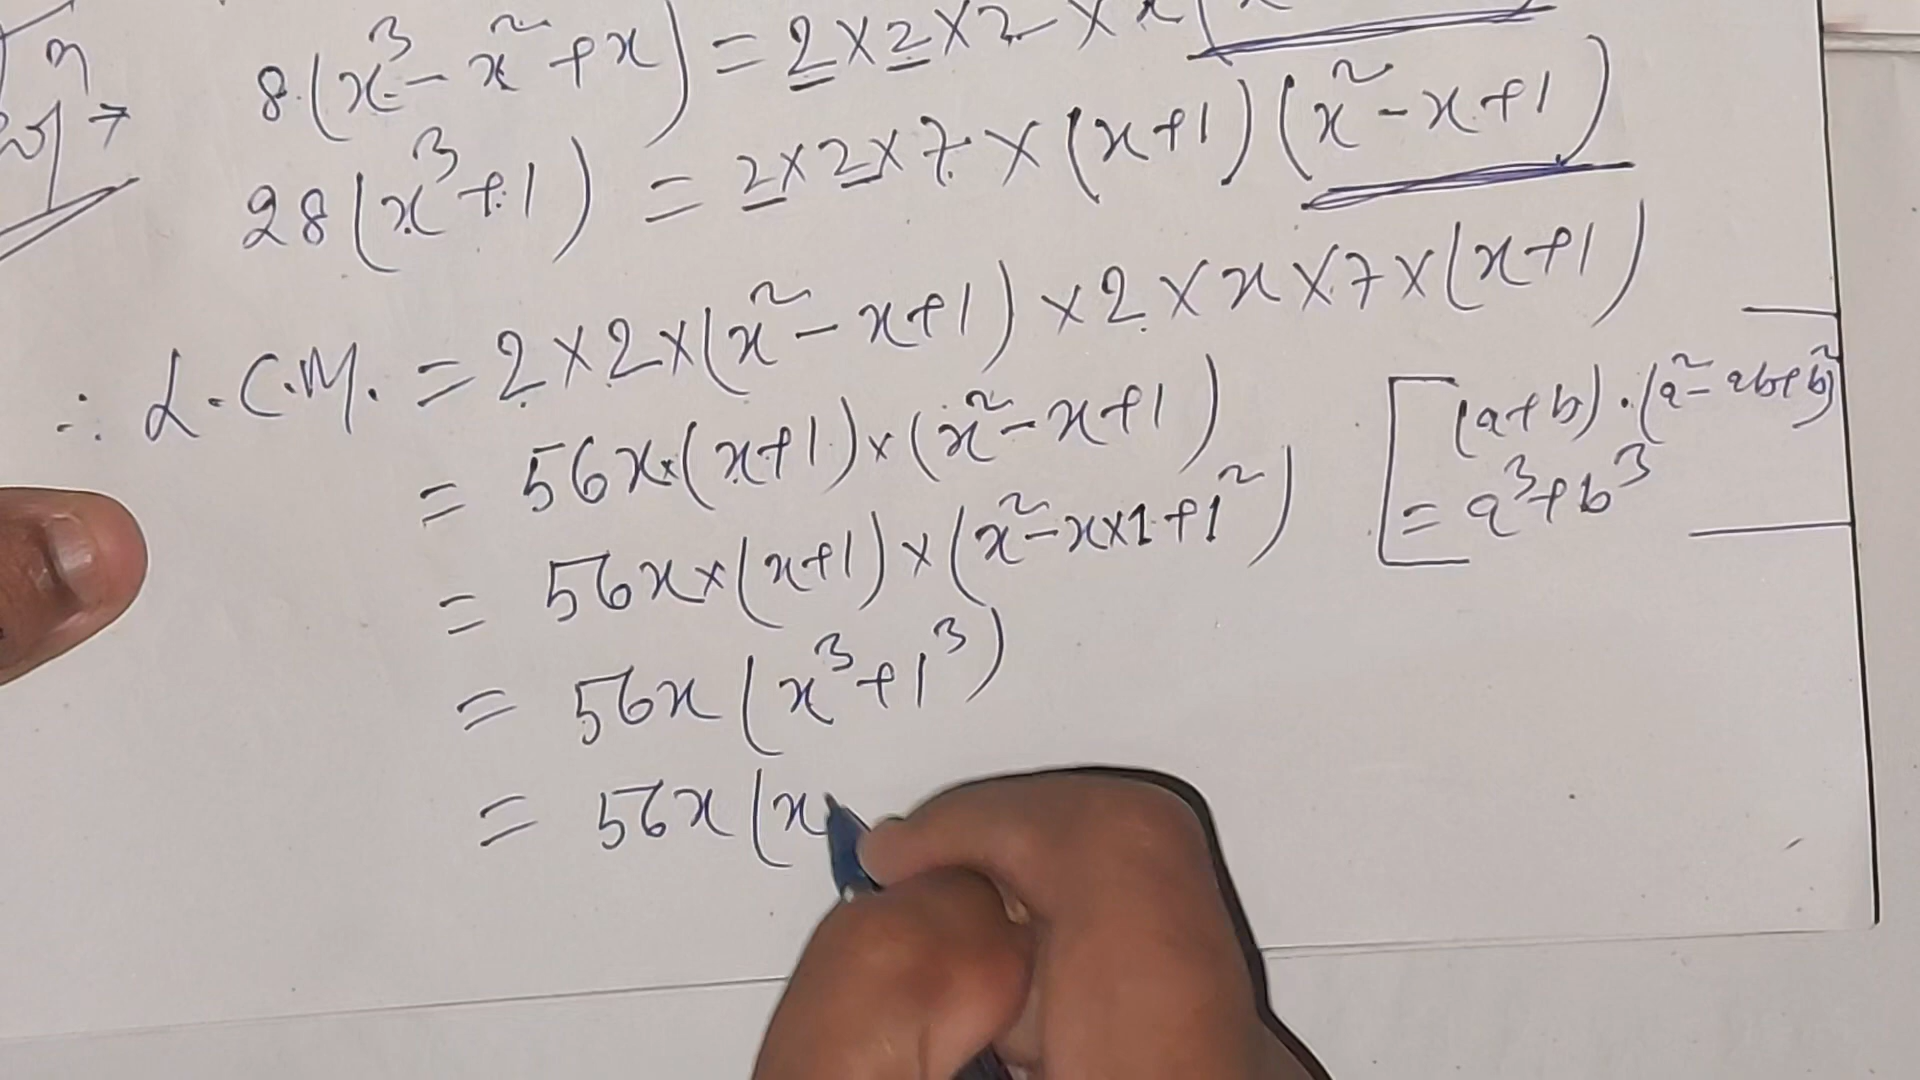 8(x³ - x² + x) = 2 × 2 × 2 × x (x
28(x³ + 1) = 2 × 2 × 7 × (x+1)(x² - x + 1)
∴ L.C.M. = 2 × 2 × (x² - x + 1) × 2 × x × 7 × (x+1)
= 56x × (x+1) × (x² - x + 1)
[(a+b)·(a² - ab + b²)
= a³ + b³
= 56x × (x+1) × (x² - x × 1 + 1²)
= 56x (x³ + 1³)
= 56x (x